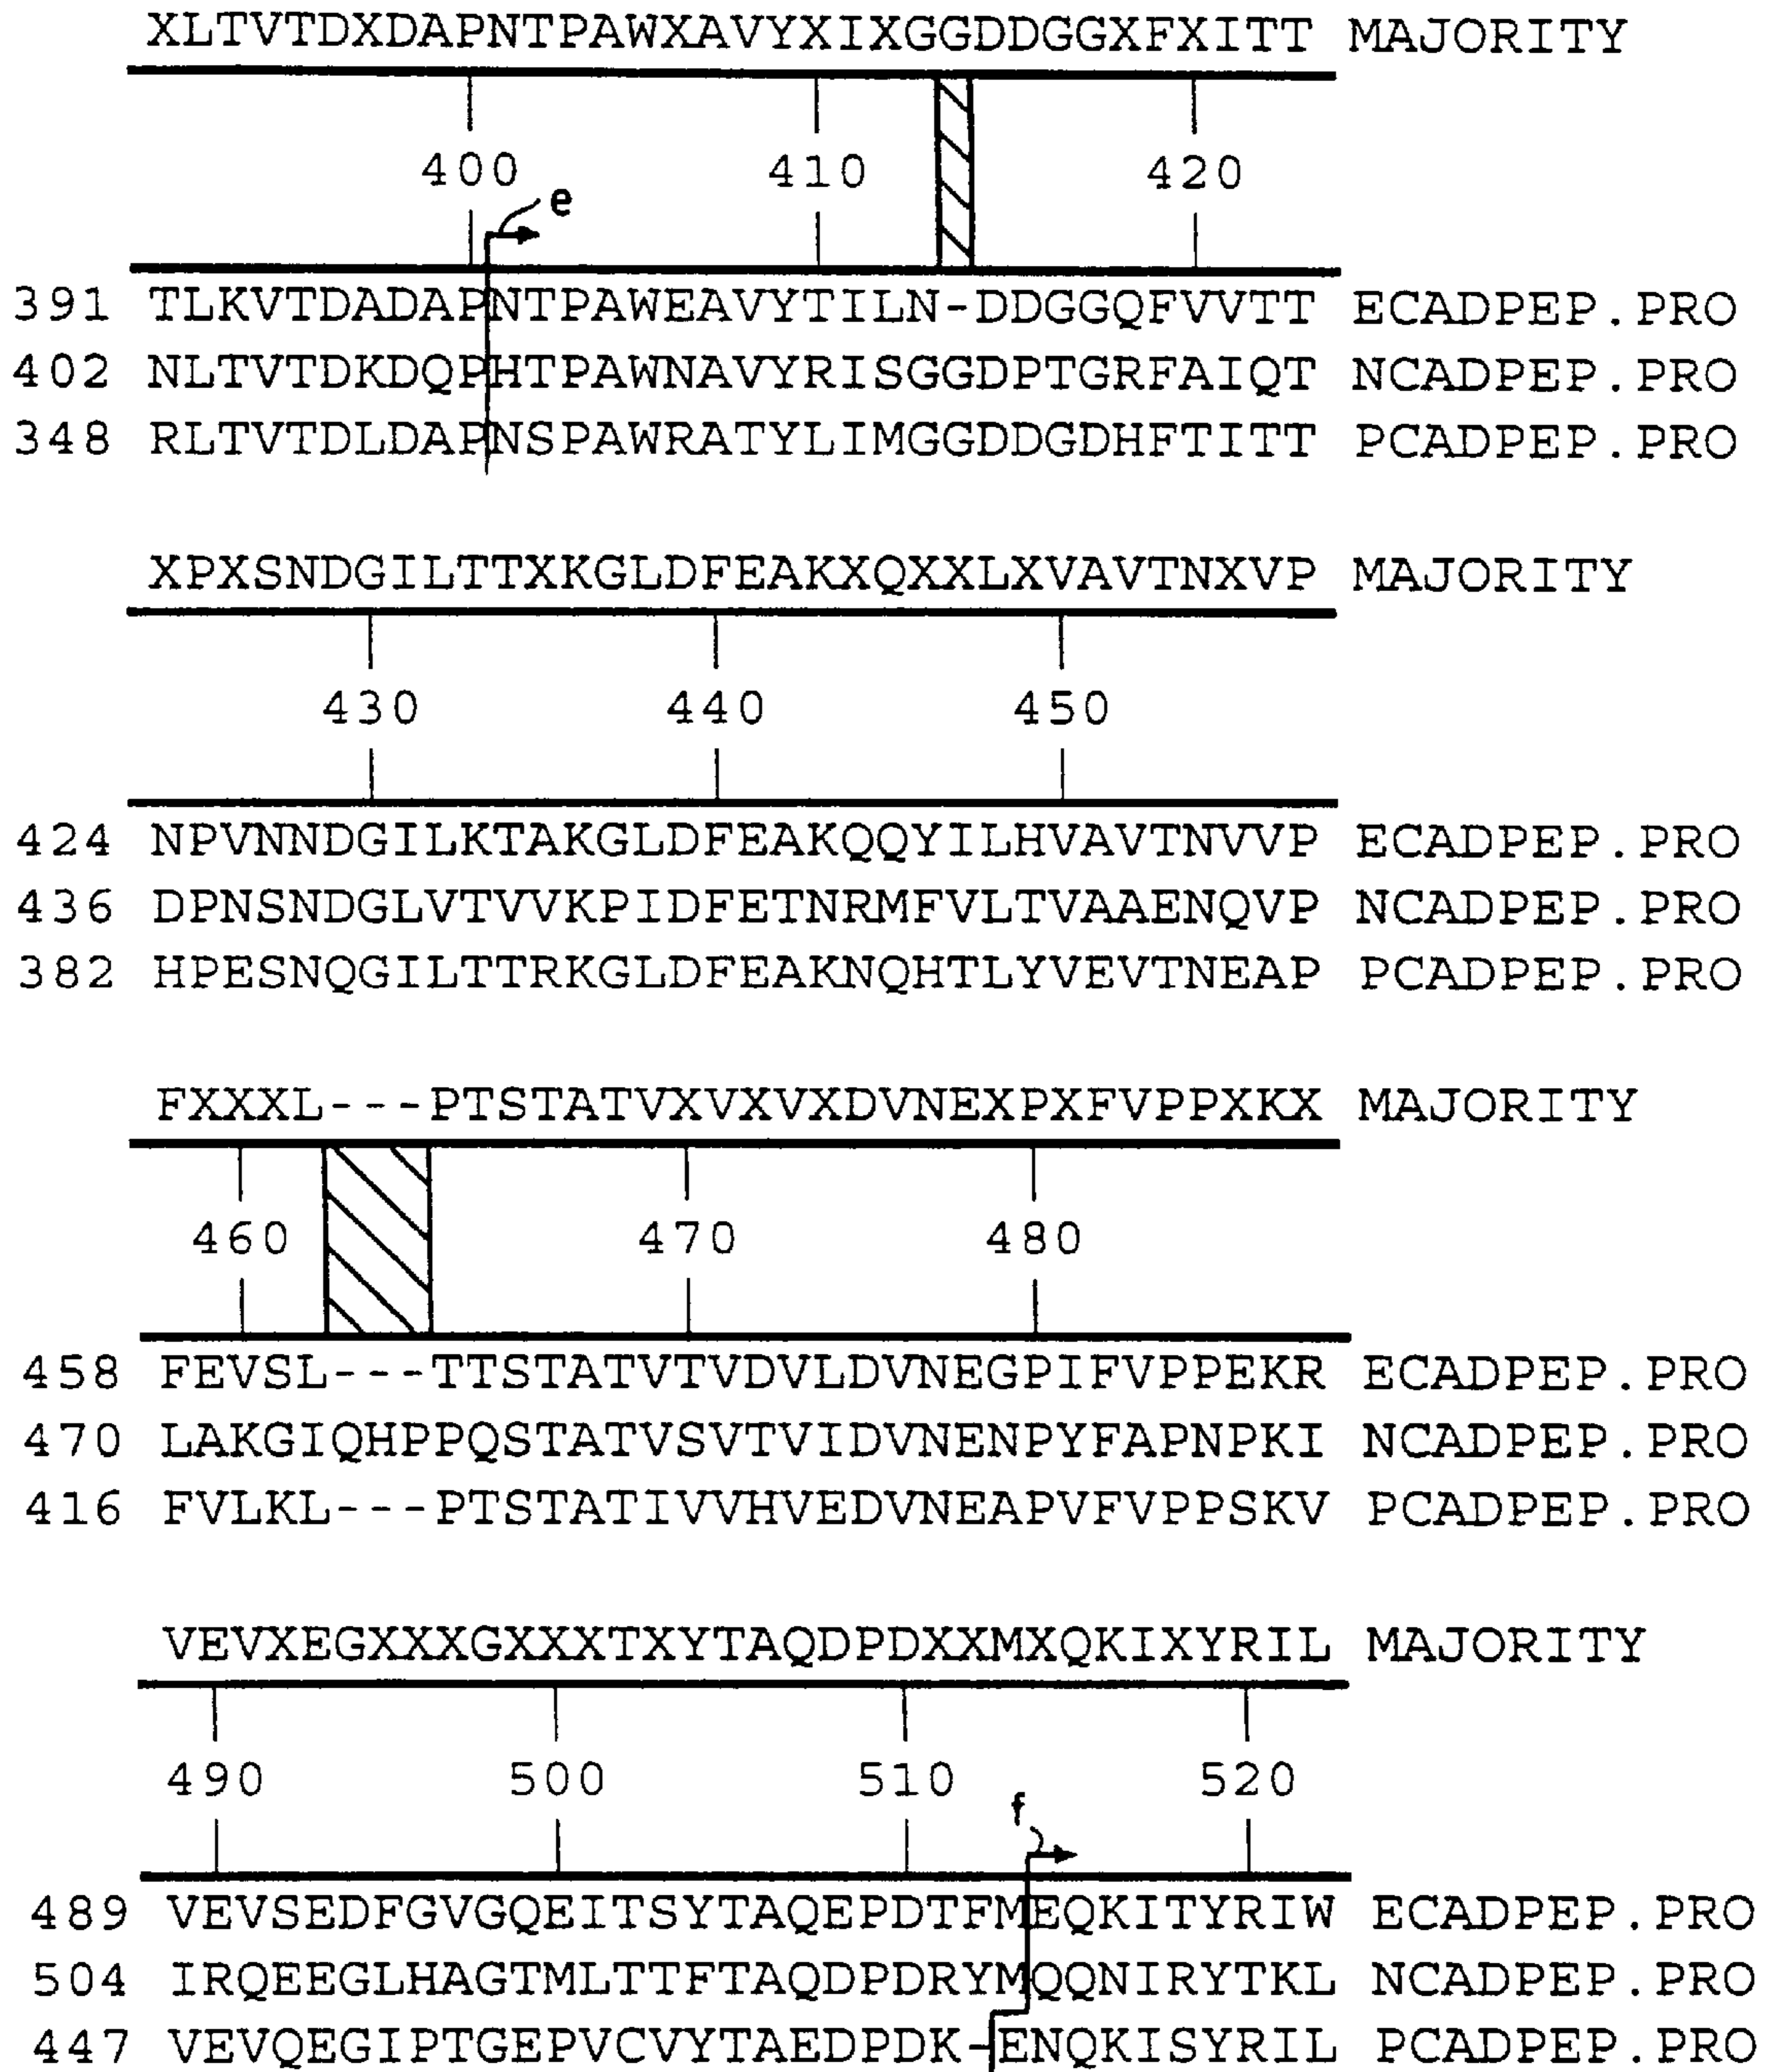 XLTVTDXDAPNTPAWXAVYXIXGGDDGGXFXITT MAJORITY
400 410 420
e
391 TLKVTDADAPNTPAWEAVYTILN-DDGGQFVVTT ECADPEP.PRO
402 NLTVTDKDQPHTPAWNAVYRISGGDPTGRFAIQT NCADPEP.PRO
348 RLTVTDLDAPNSPAWRATYLIMGGDDGDHFTITT PCADPEP.PRO
XPXSNDGILTTXKGLDFEAKXQXXLXVAVTNXVP MAJORITY
430 440 450
424 NPVNNDGILKTAKGLDFEAKQQYILHVAVTNVVP ECADPEP.PRO
436 DPNSNDGLVTVVKPIDFETNRMFVLTVAAENQVP NCADPEP.PRO
382 HPESNQGILTTRKGLDFEAKNQHTLYVEVTNEAP PCADPEP.PRO
FXXXL---PTSTATVXVXVXDVNEXPXFVPPXKX MAJORITY
460 470 480
458 FEVSL---TTSTATVTVDVLDVNEGPIFVPPEKR ECADPEP.PRO
470 LAKGIQHPPQSTATVSVTVIDVNENPYFAPNPKI NCADPEP.PRO
416 FVLKL---PTSTATIVVHVEDVNEAPVFVPPSKV PCADPEP.PRO
VEVXEGXXXGXXXTXYTAQDPDXXMXQKIXYRIL MAJORITY
490 500 510 520
f
489 VEVSEDFGVGQEITSYTAQEPDTFMEQKITYRIW ECADPEP.PRO
504 IRQEEGLHAGTMLTTFTAQDPDRYMQQNIRYTKL NCADPEP.PRO
447 VEVQEGIPTGEPVCVYTAEDPDK-ENQKISYRIL PCADPEP.PRO